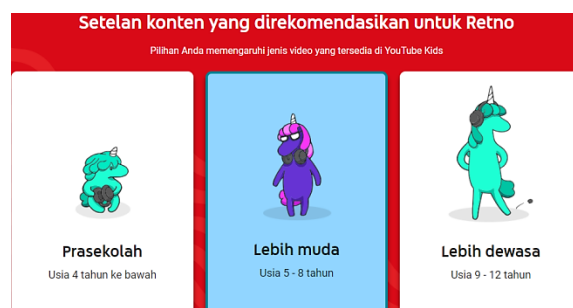 Setelan konten yang direkomendasikan untuk Retno
Pilihan Anda memengaruhi jenis video yang tersedia di YouTube Kids
Prasekolah
Usia 4 tahun ke bawah
Lebih muda
Usia 5 - 8 tahun
Lebih dewasa
Usia 9 - 12 tahun